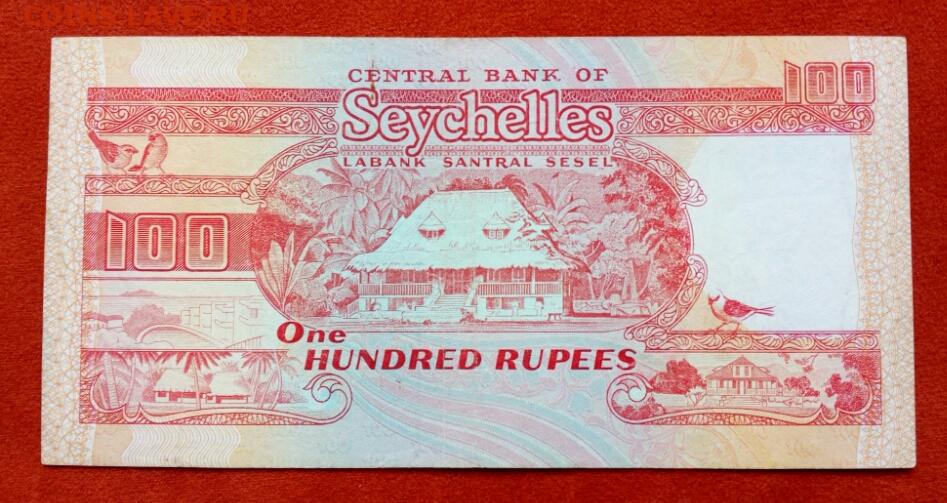 COINS.LAVE.RU
CENTRAL BANK OF
100
Seychelles
LABANK SANTRAL SESEL
100
One
HUNDRED RUPEES